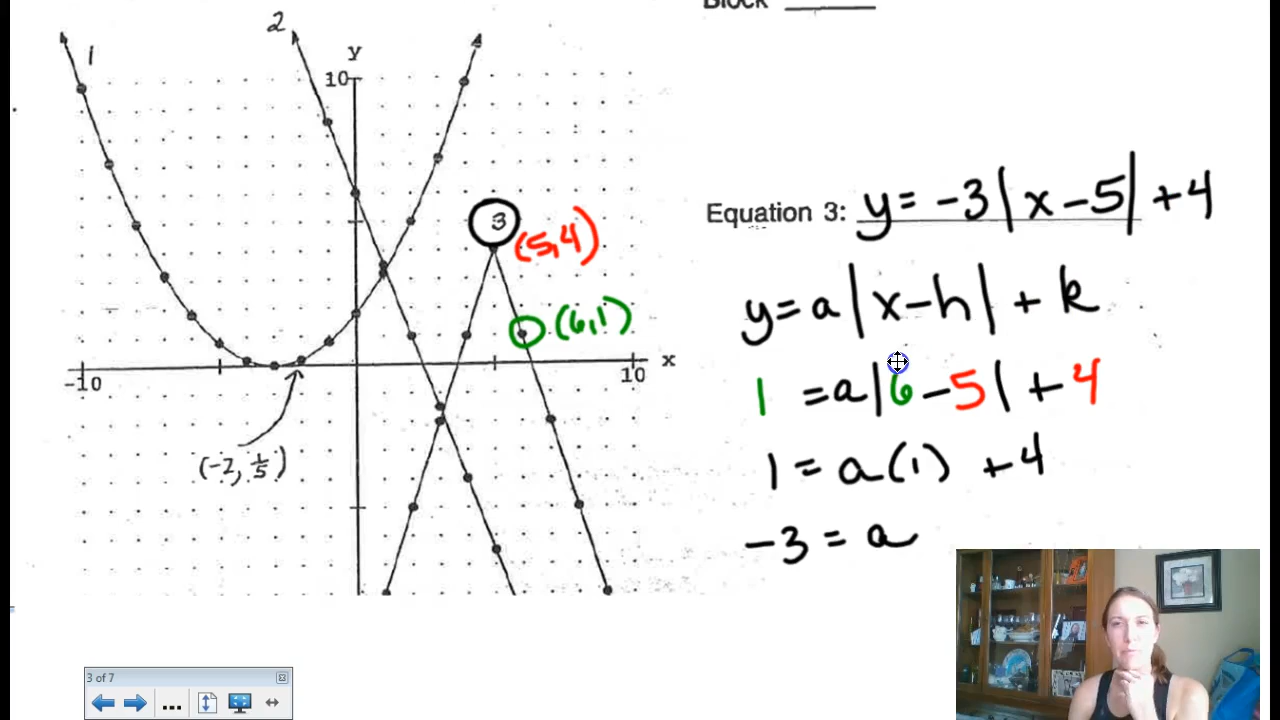 Block
1
2
y
10
3
(5,4)
(6,1)
-10
10
x
(-2, 1/5)
Equation 3: y = -3|x-5|+4
y = a|x-h| + k
1 = a|6-5| + 4
1 = a(1) + 4
-3 = a
3 of 7
...